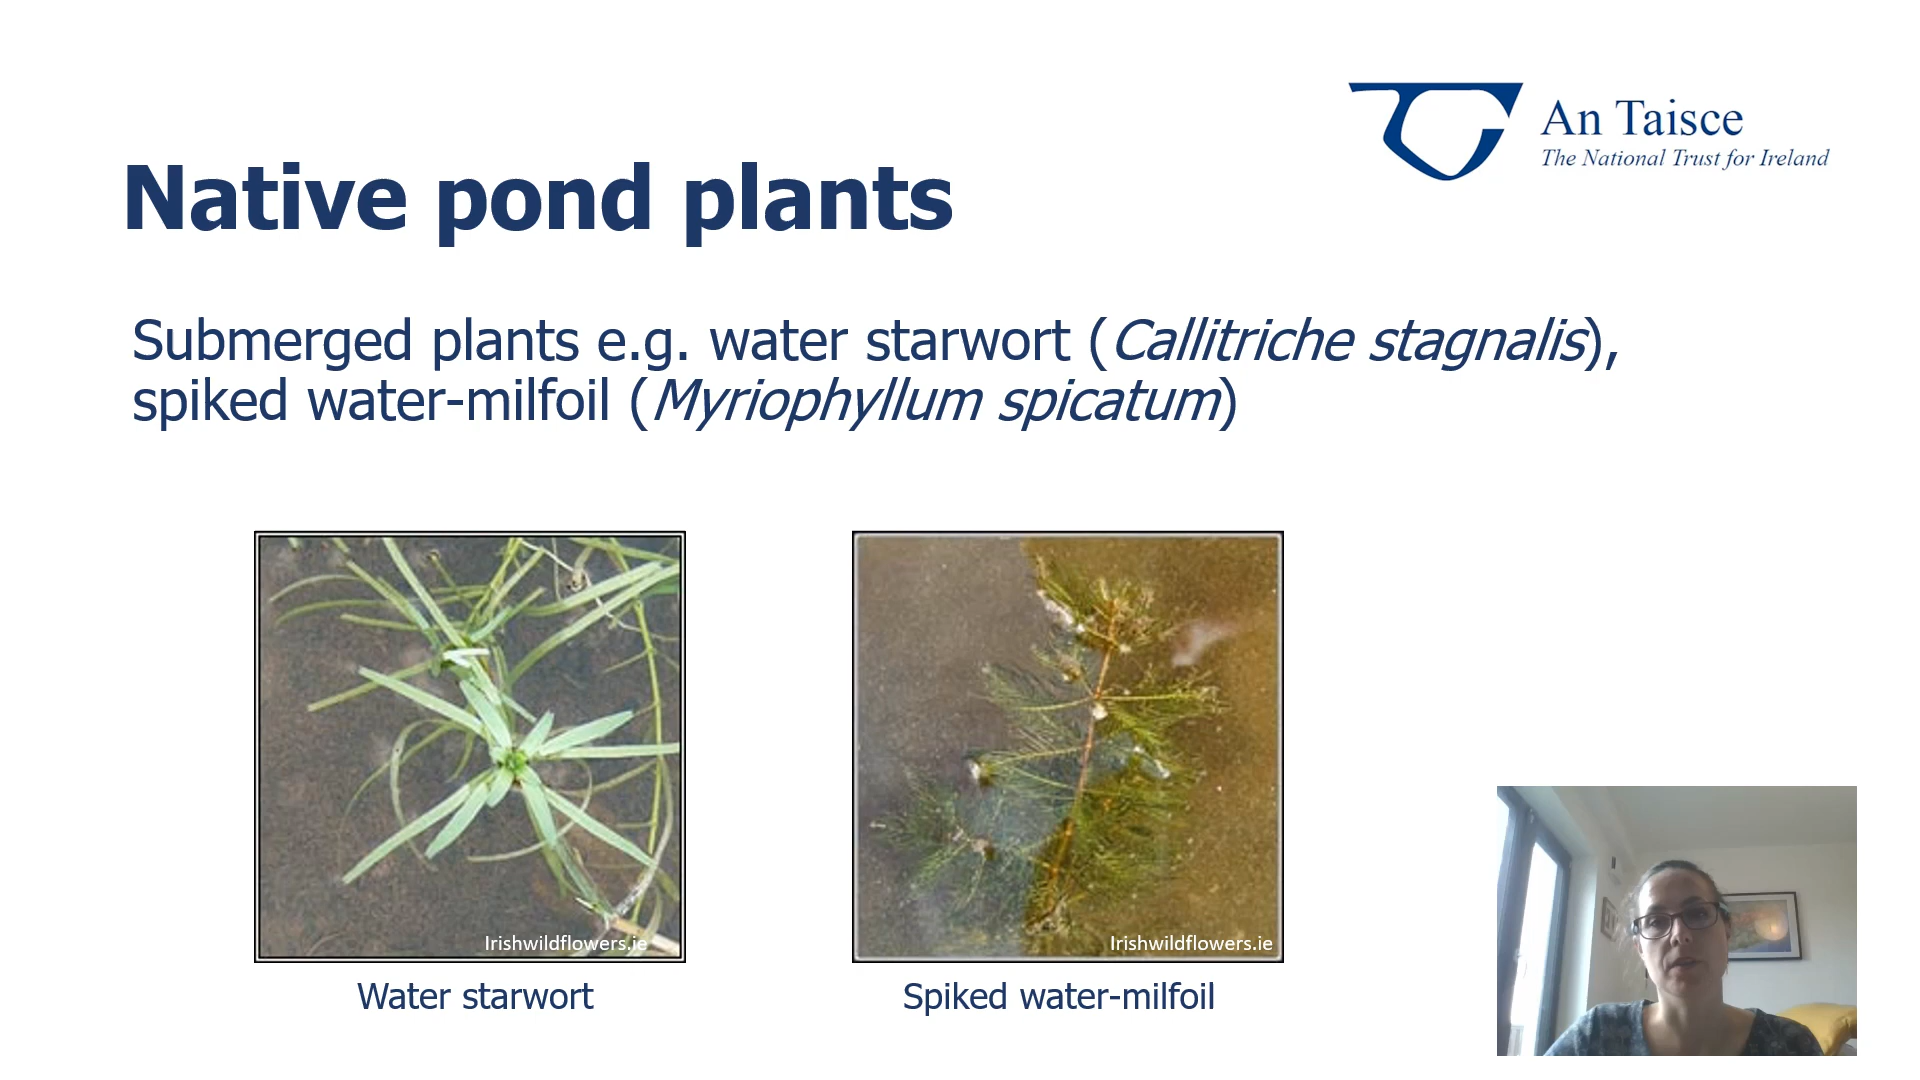 An Taisce
The National Trust for Ireland
Native pond plants
Submerged plants e.g. water starwort (Callitriche stagnalis),
spiked water-milfoil (Myriophyllum spicatum)
Irishwildflowers.ie
Irishwildflowers.ie
Water starwort
Spiked water-milfoil